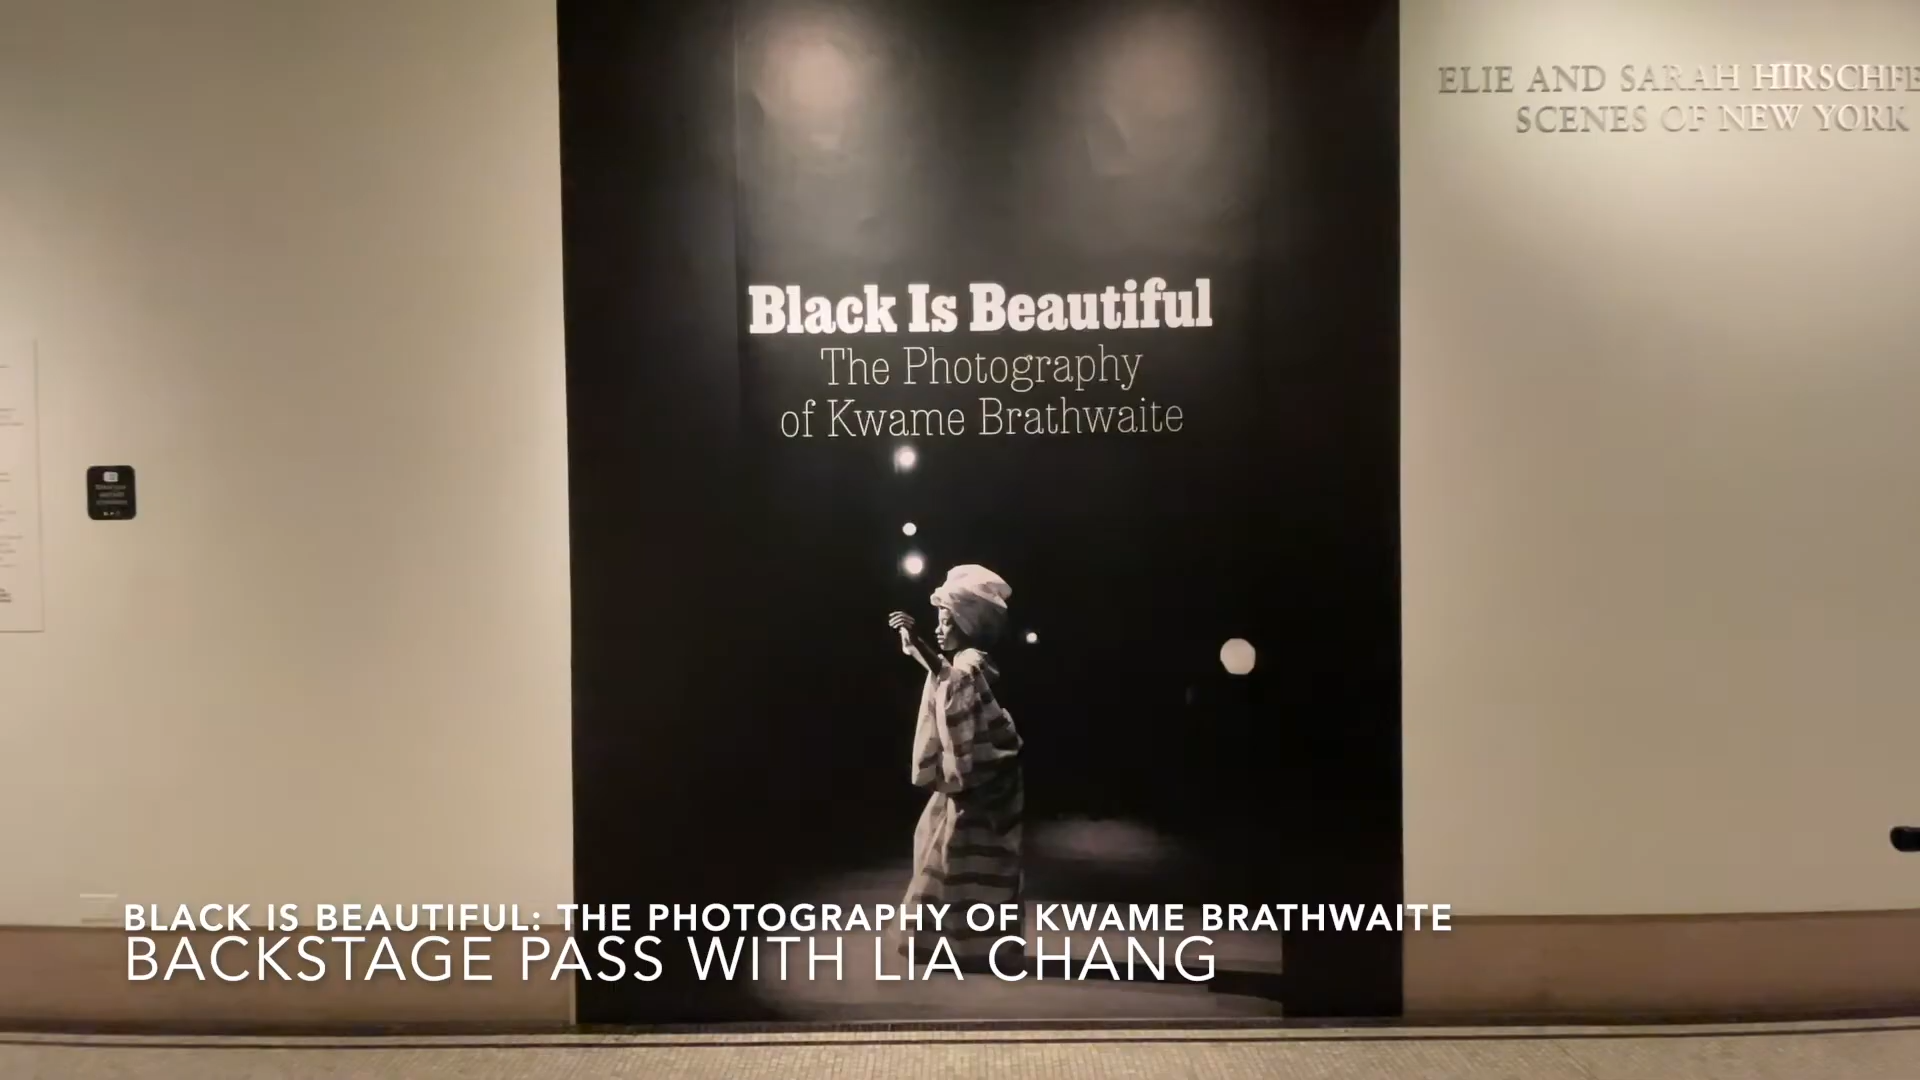 Black Is Beautiful
The Photography
of Kwame Brathwaite
ELIE AND SARAH
SCENES OF NEW YORK
BLACK IS BEAUTIFUL: THE PHOTOGRAPHY OF KWAME BRATHWAITE
BACKSTAGE PASS WITH LIA CHANG